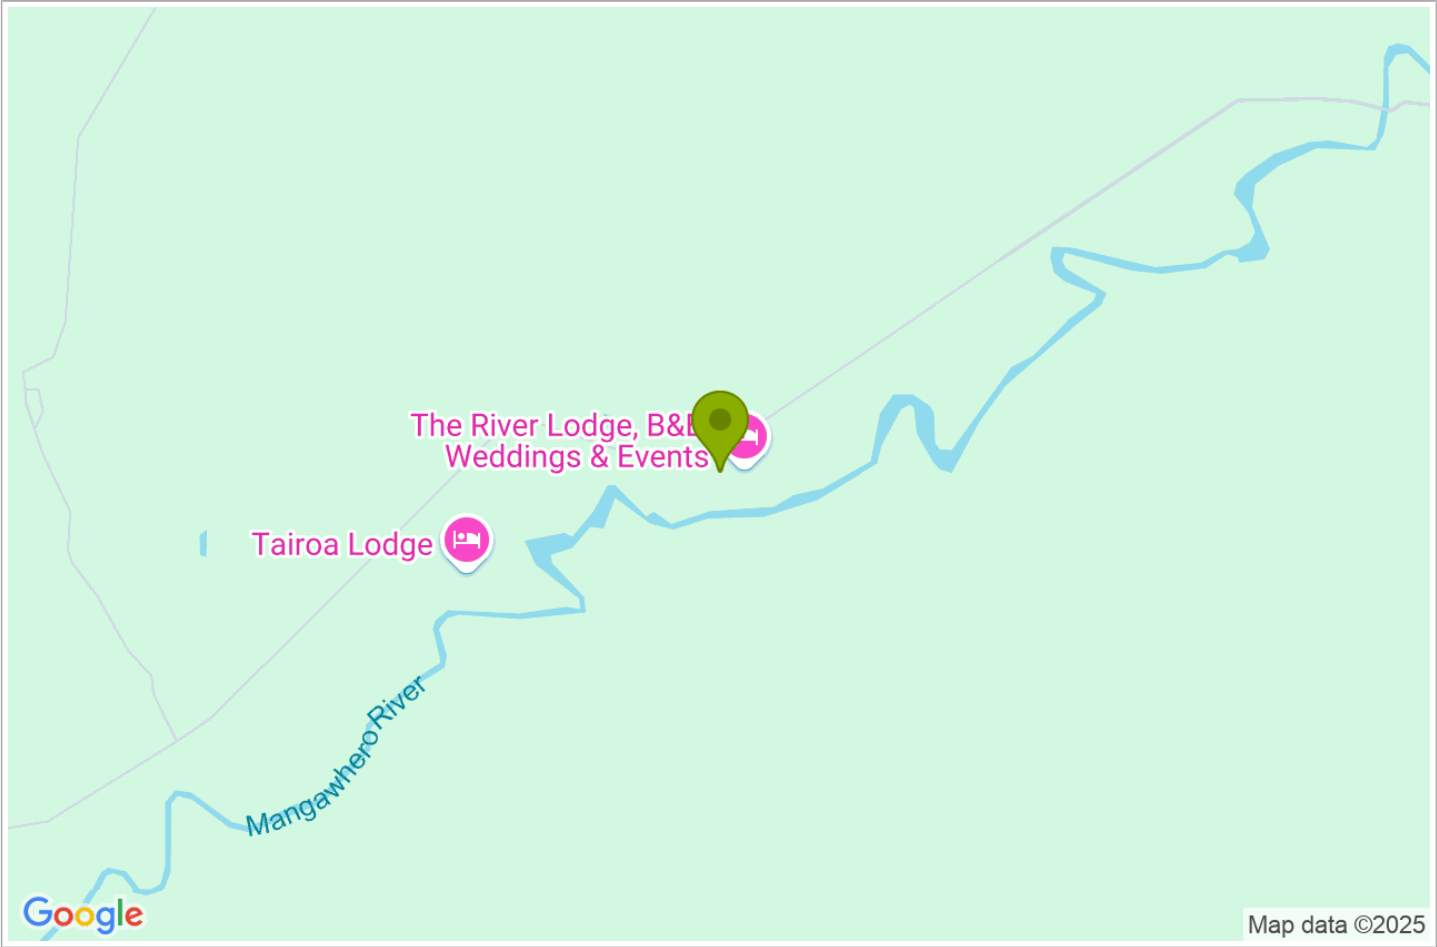 The River Lodge, B&B
Weddings & Events
Tairoa Lodge
Mangawhero River
Google
Map data ©2025